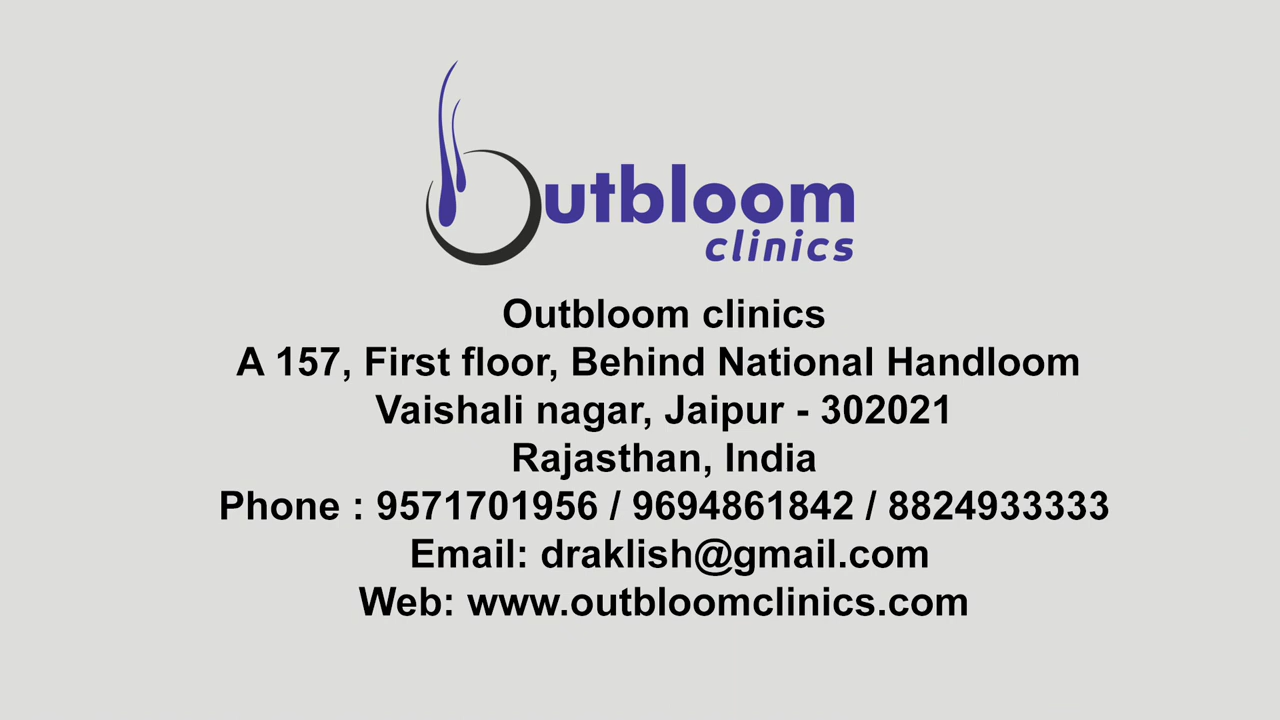 Outbloom
clinics
Outbloom clinics
A 157, First floor, Behind National Handloom
Vaishali nagar, Jaipur - 302021
Rajasthan, India
Phone : 9571701956 / 9694861842 / 8824933333
Email: draklish@gmail.com
Web: www.outbloomclinics.com